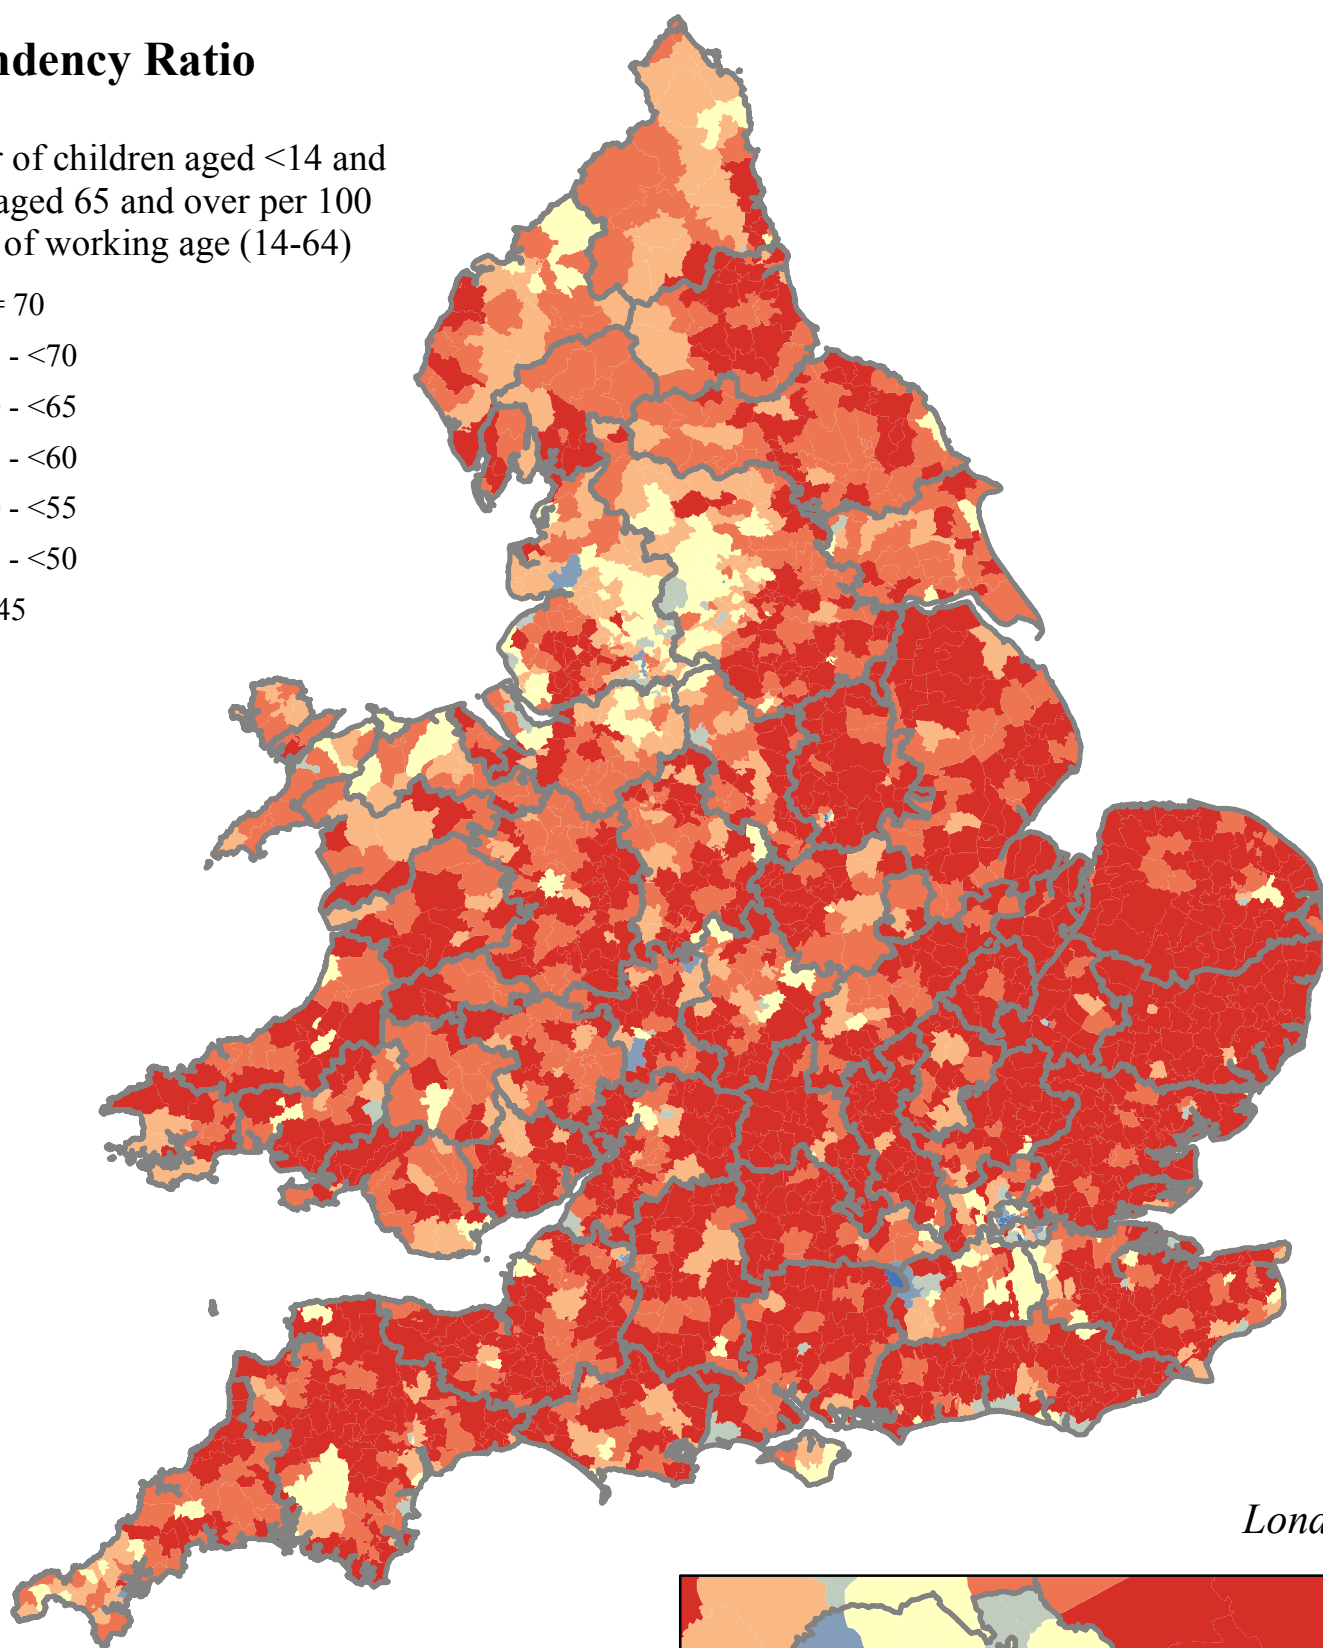 ndency Ratio
r of children aged <14 and
aged 65 and over per 100
of working age (14-64)
= 70
- <70
- <65
- <60
- <55
- <50
45
Lond